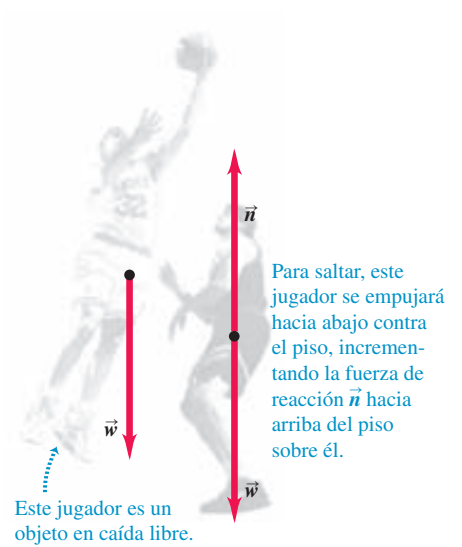 n⃗
Para saltar, este
jugador se empujará
hacia abajo contra
el piso, incremen-
tando la fuerza de
reacción n⃗ hacia
arriba del piso
sobre él.
w⃗
w⃗
Este jugador es un
objeto en caída libre.